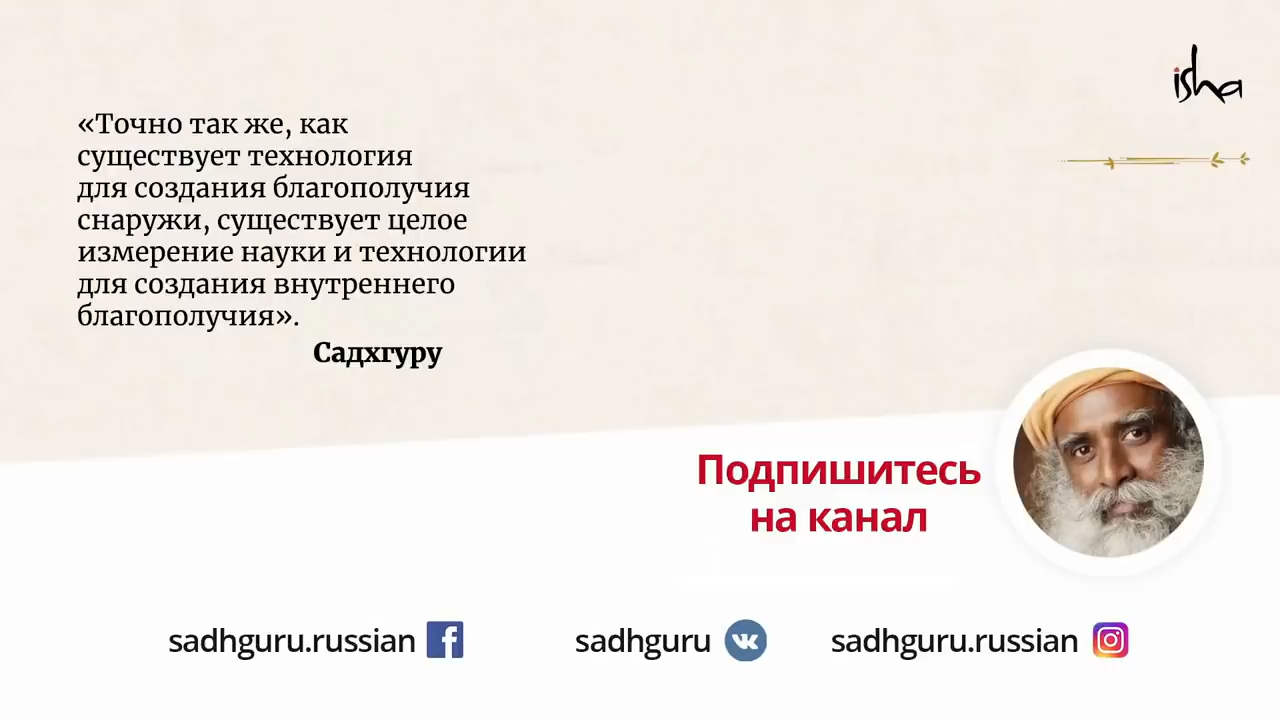 isha
«Точно так же, как
существует технология
для создания благополучия
снаружи, существует целое
измерение науки и технологии
для создания внутреннего
благополучия».
Садхгуру
Подпишитесь
на канал
sadhguru.russian
sadhguru
sadhguru.russian